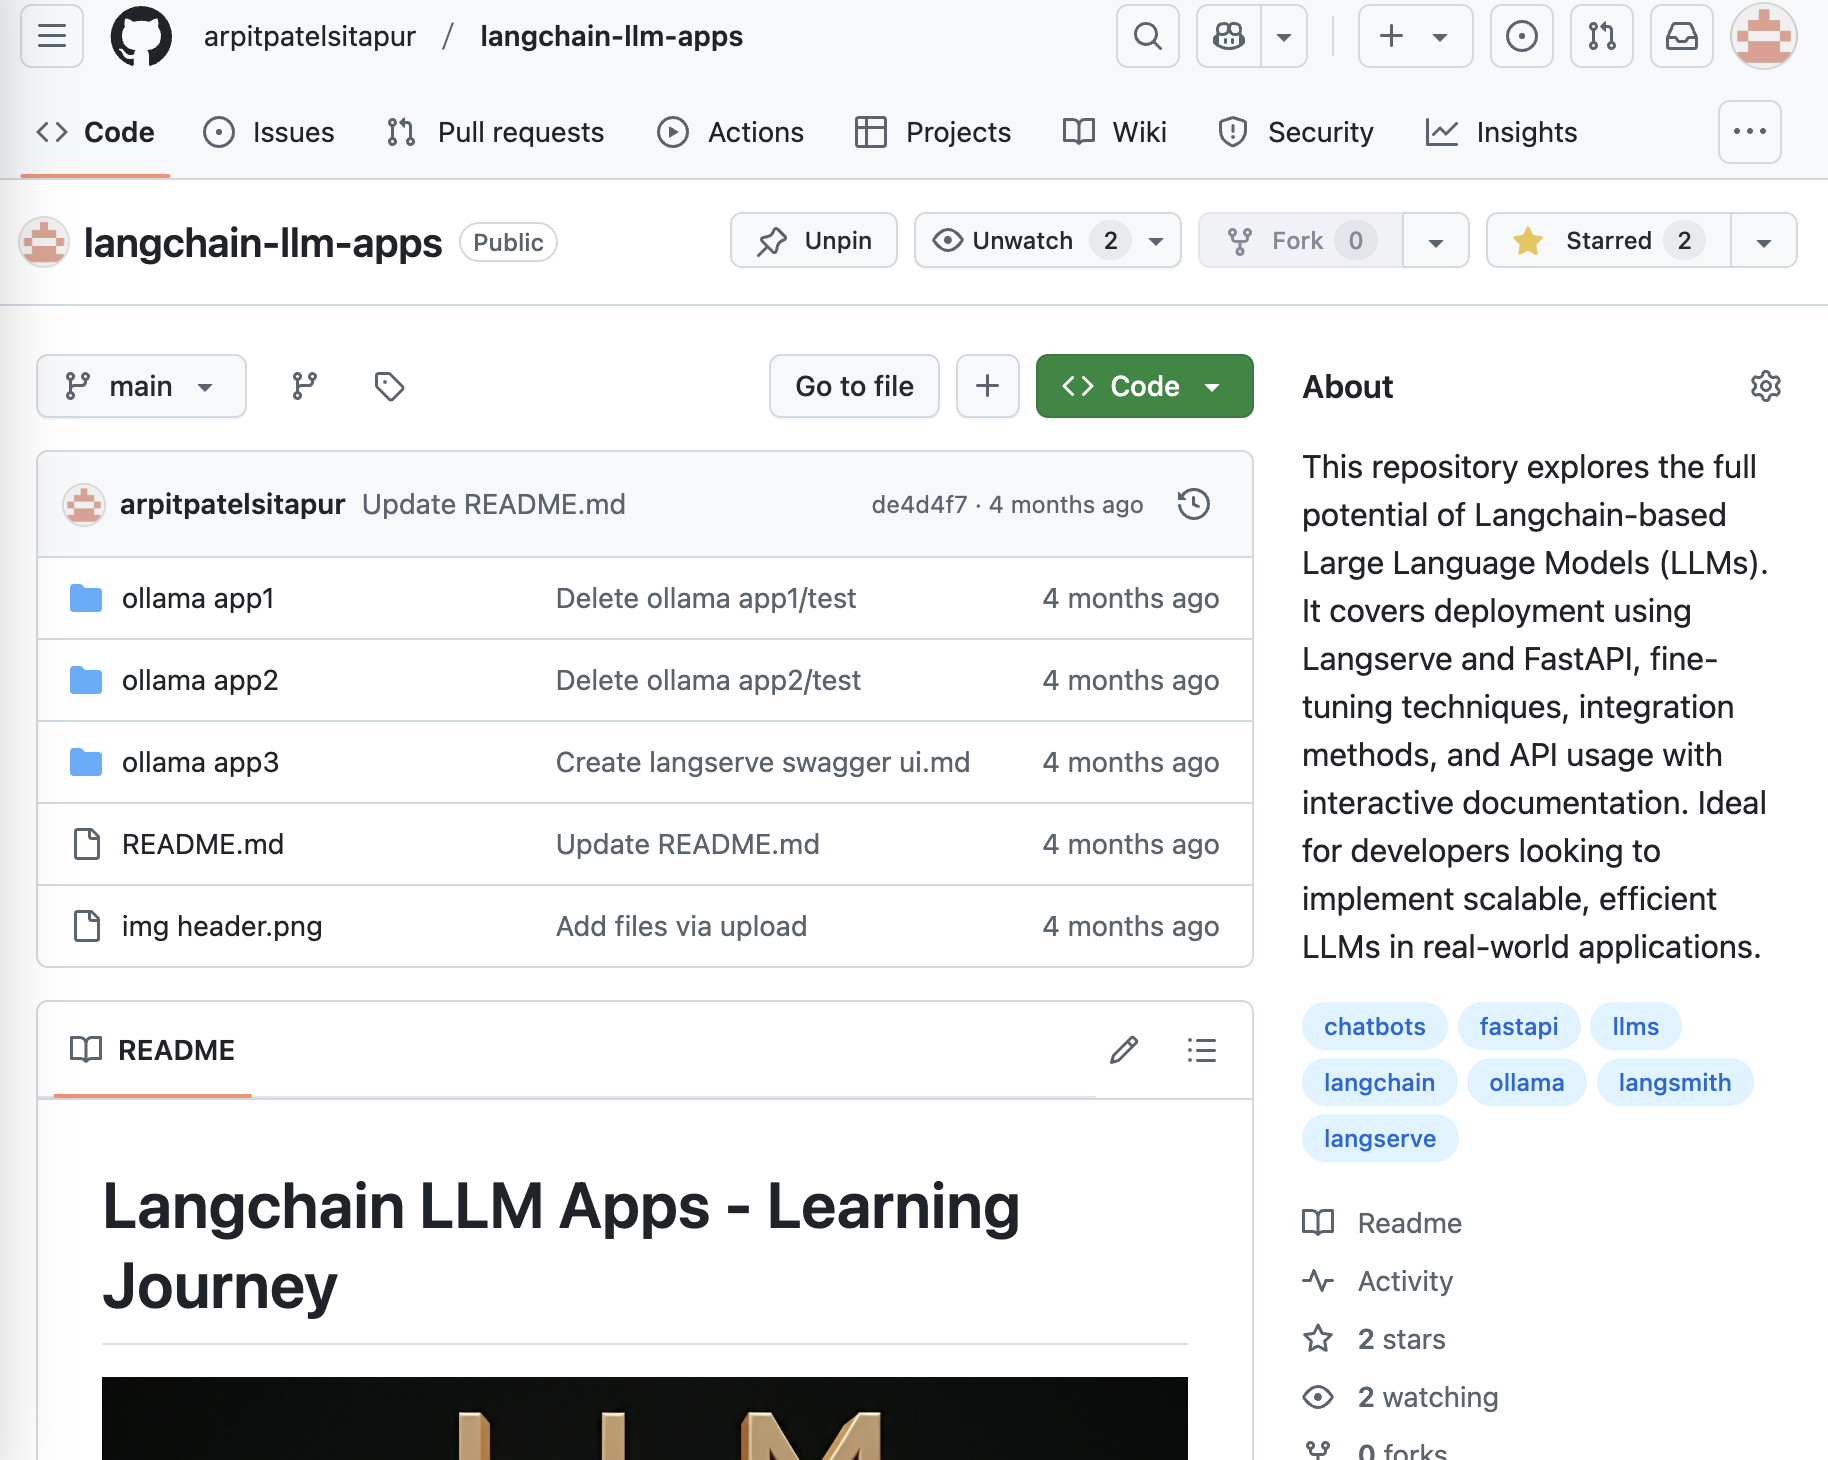 arpitpatelsitapur / langchain-llm-apps
Code Issues Pull requests Actions Projects Wiki Security Insights
langchain-llm-apps Public Unpin Unwatch 2 Fork 0 Starred 2
main Go to file Code
arpitpatelsitapur Update README.md de4d4f7 · 4 months ago
ollama app1 Delete ollama app1/test 4 months ago
ollama app2 Delete ollama app2/test 4 months ago
ollama app3 Create langserve swagger ui.md 4 months ago
README.md Update README.md 4 months ago
img header.png Add files via upload 4 months ago
README
Langchain LLM Apps - Learning
Journey
LLM
About
This repository explores the full
potential of Langchain-based
Large Language Models (LLMs).
It covers deployment using
Langserve and FastAPI, fine-
tuning techniques, integration
methods, and API usage with
interactive documentation. Ideal
for developers looking to
implement scalable, efficient
LLMs in real-world applications.
chatbots fastapi llms
langchain ollama langsmith
langserve
Readme
Activity
2 stars
2 watching
0 forks